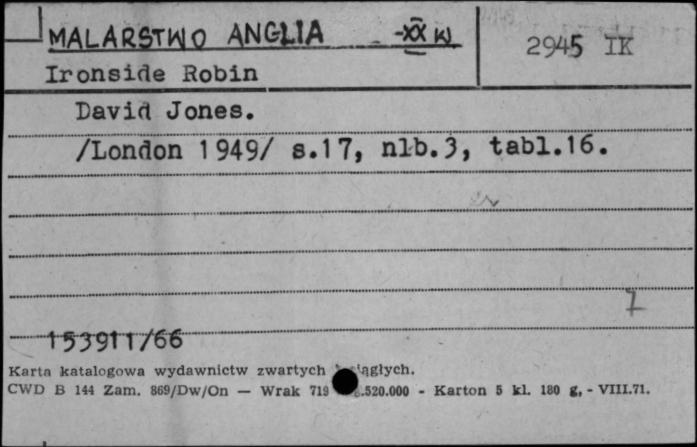 MALARSTWO ANGLIA -XX w
2945 IK
Ironside Robin
David Jones.
/London 1949/ s.17, nlb.3, tabl.16.
1
153911/66
Karta katalogowa wydawnictw zwartych ciągłych.
CWD B 144 Zam. 869/Dw/On — Wrak 719 .520.000 - Karton 5 kl. 180 g, - VIII.71.